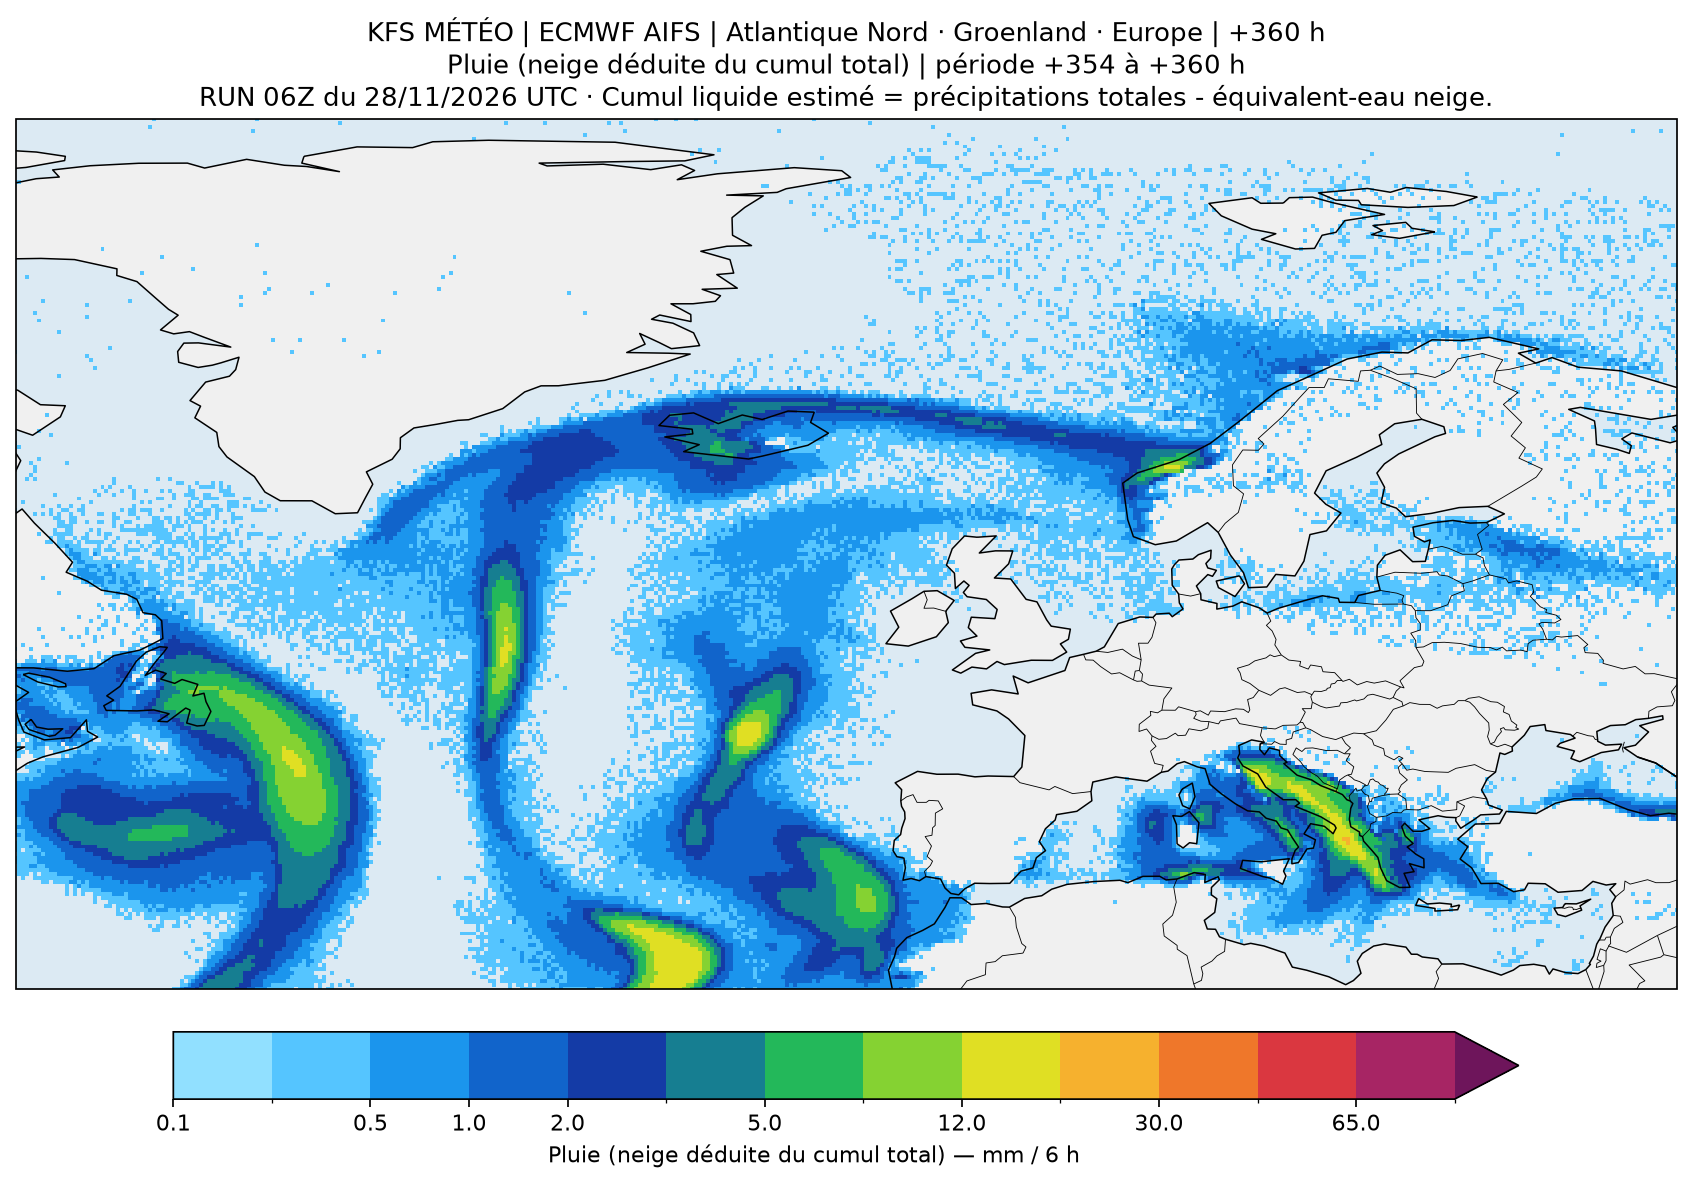 KFS MÉTÉO | ECMWF AIFS | Atlantique Nord · Groenland · Europe | +360 h
Pluie (neige déduite du cumul total) | période +354 à +360 h
RUN 06Z du 28/11/2026 UTC · Cumul liquide estimé = précipitations totales - équivalent-eau neige.
0.1 0.5 1.0 2.0 5.0 12.0 30.0 65.0
Pluie (neige déduite du cumul total) — mm / 6 h